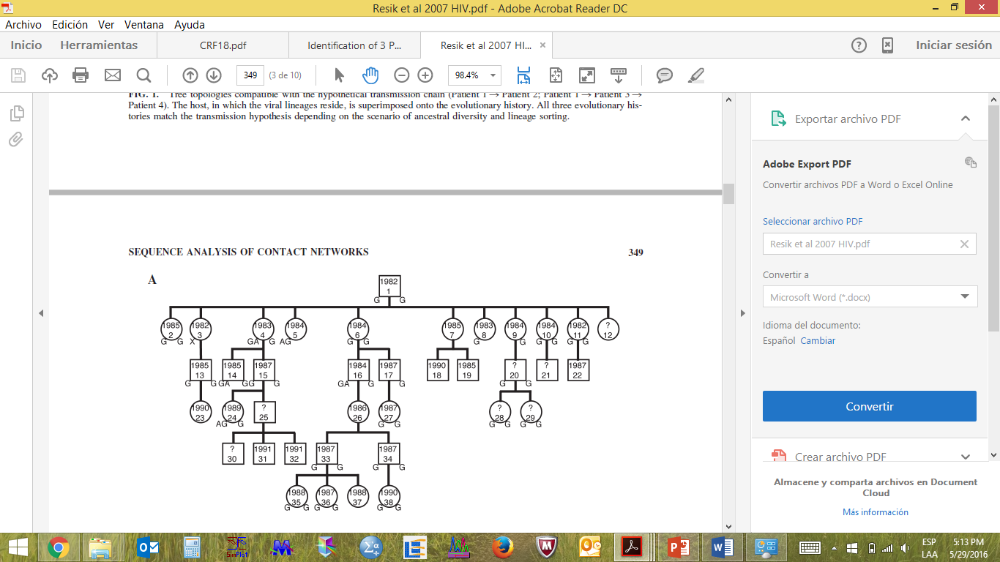 Resik et al 2007 HIV.pdf - Adobe Acrobat Reader DC
Archivo Edición Ver Ventana Ayuda
Inicio Herramientas CRF18.pdf Identification of 3 P... Resik et al 2007 HI... Iniciar sesión
349 (3 de 10) 98.4%
FIG. 1. Tree topologies compatible with the hypothetical transmission chain (Patient 1 → Patient 2; Patient 1 → Patient 3 →
Patient 4). The host, in which the viral lineages reside, is superimposed onto the evolutionary history. All three evolutionary his-
tories match the transmission hypothesis depending on the scenario of ancestral diversity and lineage sorting.
SEQUENCE ANALYSIS OF CONTACT NETWORKS 349
A
1982
1
G G
1985 1982 1983 1984 1984 1985 1983 1984 1984 1982 ?
2 3 4 5 6 7 8 9 10 11 12
G G X GA G AG G G G G G G G G
1985 1985 1987 1984 1987 1990 1985 ? ? 1987
13 14 15 16 17 18 19 20 21 22
G G GA GG G GA G G G G
1990 1989 ? 1986 1987 ? ?
23 24 25 26 27 28 29
AG G G G G G G G
? 1991 1991 1987 1987
30 31 32 33 34
G G G G
1988 1987 1988 1990
35 36 37 38
G G G G G G
Exportar archivo PDF
Adobe Export PDF
Convertir archivos PDF a Word o Excel Online
Seleccionar archivo PDF
Resik et al 2007 HIV.pdf
Convertir a
Microsoft Word (*.docx)
Idioma del documento:
Español Cambiar
Convertir
Crear archivo PDF
Almacene y comparta archivos en Document
Cloud
Más información
SimPlot
ESP
LAA
5:13 PM
5/29/2016